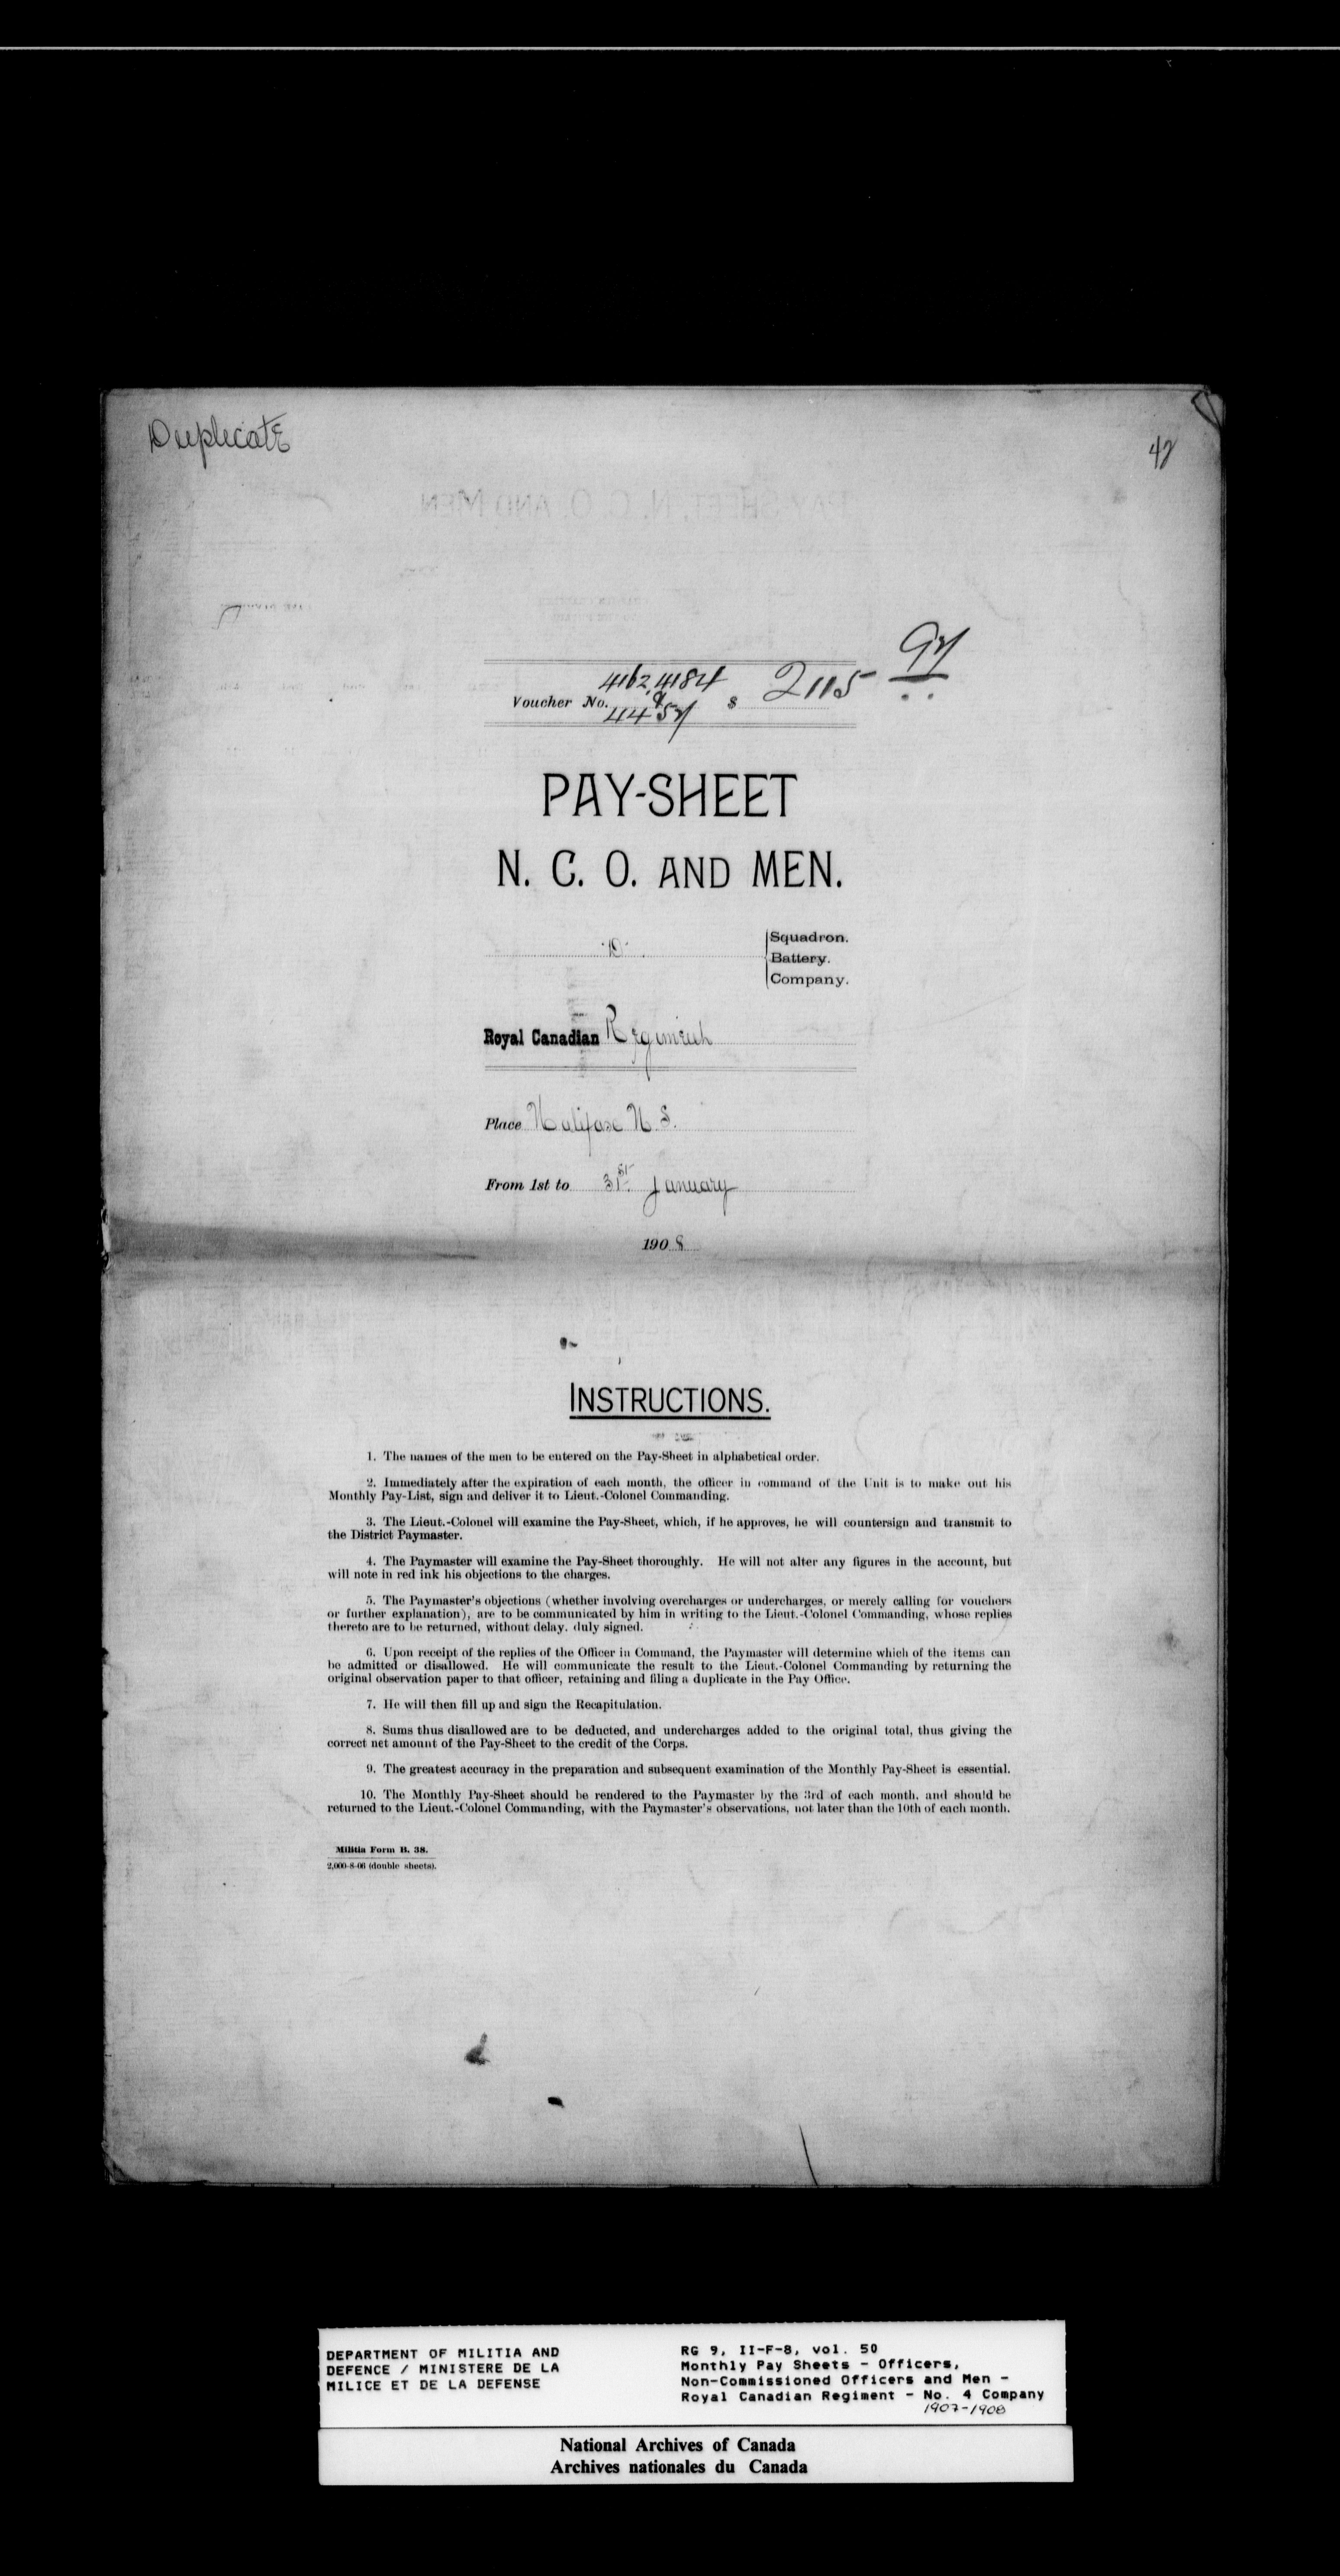 Duplicate
42
4162, 4184
Voucher No. & $ 2115 97
4457
PAY-SHEET
N. C. O. AND MEN.
"D"
Squadron.
Battery.
Company.
Royal Canadian Regiment
Place Halifax N.S.
From 1st to 31st January
1908
INSTRUCTIONS.
1. The names of the men to be entered on the Pay-Sheet in alphabetical order.
2. Immediately after the expiration of each month, the officer in command of the Unit is to make out his
Monthly Pay-List, sign and deliver it to Lieut.-Colonel Commanding.
3. The Lieut.-Colonel will examine the Pay-Sheet, which, if he approves, he will countersign and transmit to
the District Paymaster.
4. The Paymaster will examine the Pay-Sheet thoroughly. He will not alter any figures in the account, but
will note in red ink his objections to the charges.
5. The Paymaster's objections (whether involving overcharges or undercharges, or merely calling for vouchers
or further explanation), are to be communicated by him in writing to the Lieut.-Colonel Commanding, whose replies
thereto are to be returned, without delay, duly signed.
6. Upon receipt of the replies of the Officer in Command, the Paymaster will determine which of the items can
be admitted or disallowed. He will communicate the result to the Lieut.-Colonel Commanding by returning the
original observation paper to that officer, retaining and filing a duplicate in the Pay Office.
7. He will then fill up and sign the Recapitulation.
8. Sums thus disallowed are to be deducted, and undercharges added to the original total, thus giving the
correct net amount of the Pay-Sheet to the credit of the Corps.
9. The greatest accuracy in the preparation and subsequent examination of the Monthly Pay-Sheet is essential.
10. The Monthly Pay-Sheet should be rendered to the Paymaster by the 3rd of each month, and should be
returned to the Lieut.-Colonel Commanding, with the Paymaster's observations, not later than the 10th of each month.
Militia Form B. 38.
2,000-8-06 (double sheets).
DEPARTMENT OF MILITIA AND
DEFENCE / MINISTERE DE LA
MILICE ET DE LA DEFENSE
RG 9, II-F-8, vol. 50
Monthly Pay Sheets - Officers,
Non-Commissioned Officers and Men -
Royal Canadian Regiment - No. 4 Company
1907-1908
National Archives of Canada
Archives nationales du Canada